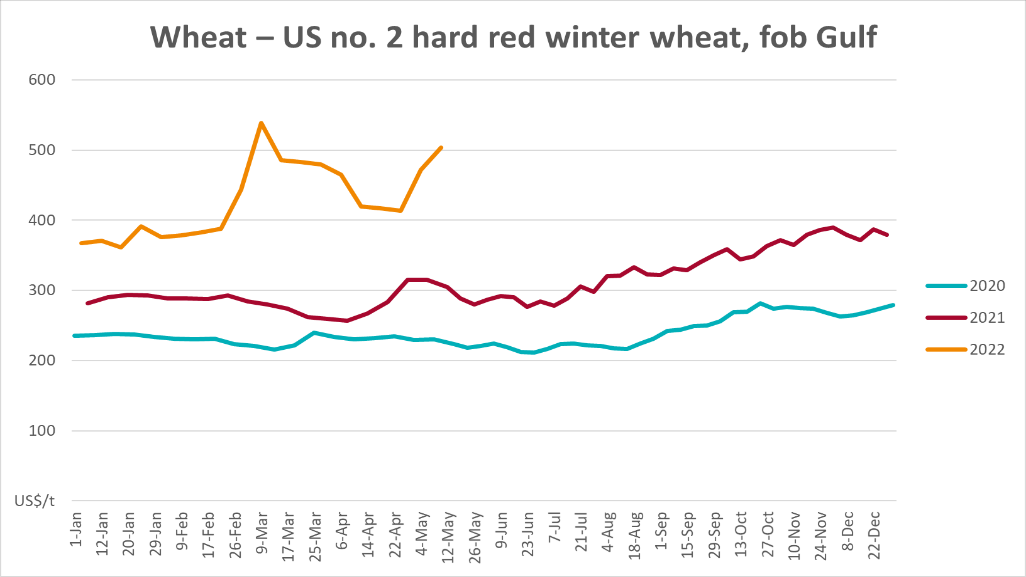 Wheat – US no. 2 hard red winter wheat, fob Gulf
600
500
400
300
200
100
US$/t
1-Jan
12-Jan
20-Jan
29-Jan
9-Feb
17-Feb
26-Feb
9-Mar
17-Mar
25-Mar
6-Apr
14-Apr
22-Apr
4-May
12-May
26-May
9-Jun
23-Jun
7-Jul
21-Jul
4-Aug
18-Aug
1-Sep
15-Sep
29-Sep
13-Oct
27-Oct
10-Nov
24-Nov
8-Dec
22-Dec
2020
2021
2022